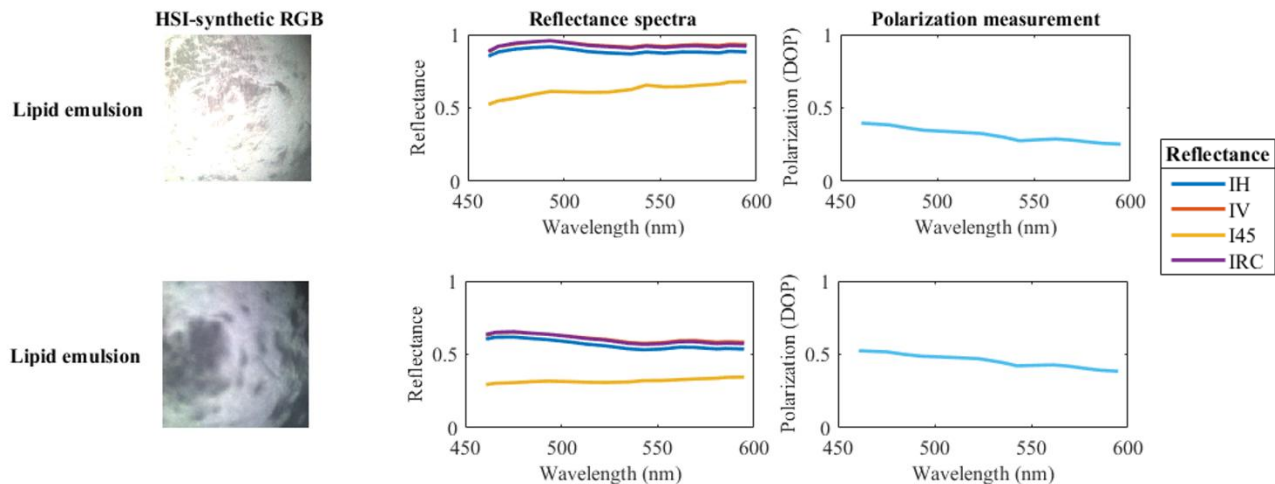 HSI-synthetic RGB
Reflectance spectra
Polarization measurement
Lipid emulsion
Reflectance
1
0.5
0
450
500
550
600
Wavelength (nm)
Polarization (DOP)
1
0.5
0
450
500
550
600
Wavelength (nm)
Reflectance
IH
IV
I45
IRC
Lipid emulsion
Reflectance
1
0.5
0
450
500
550
600
Wavelength (nm)
Polarization (DOP)
1
0.5
0
450
500
550
600
Wavelength (nm)